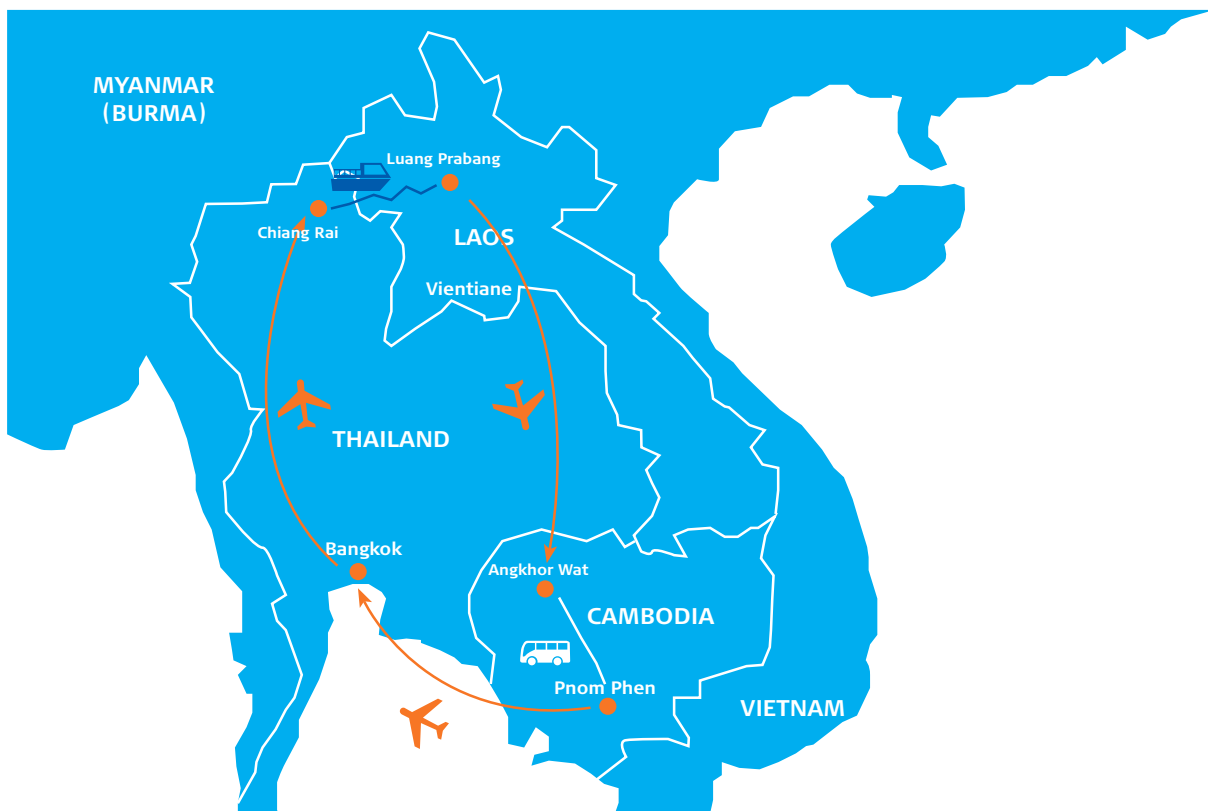 MYANMAR
(BURMA)
Luang Prabang
Chiang Rai
LAOS
Vientiane
THAILAND
Bangkok
Angkhor Wat
CAMBODIA
Pnom Phen
VIETNAM